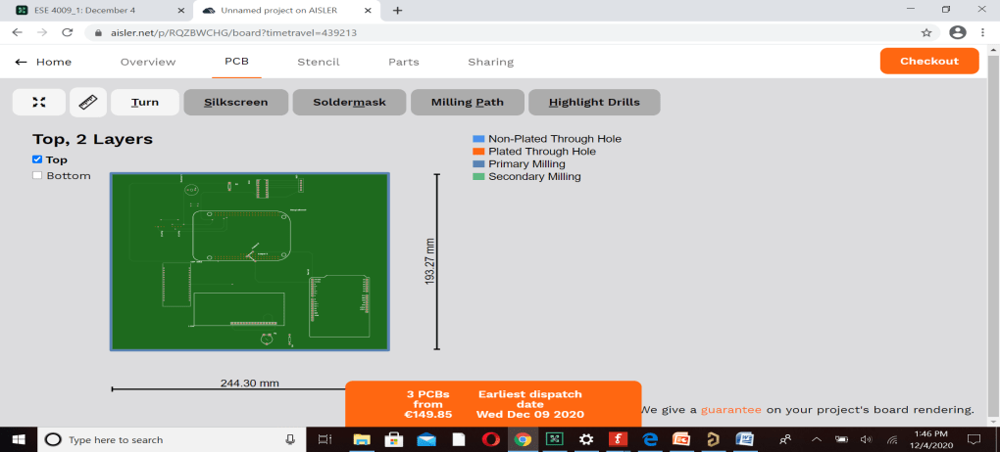 ESE 4009_1: December 4
Unnamed project on AISLER
aisler.net/p/RQZBWCHG/board?timetravel=439213
Home
Overview
PCB
Stencil
Parts
Sharing
Checkout
Turn
Silkscreen
Soldermask
Milling Path
Highlight Drills
Top, 2 Layers
Top
Bottom
Non-Plated Through Hole
Plated Through Hole
Primary Milling
Secondary Milling
193.27 mm
244.30 mm
3 PCBs
from
€149.85
Earliest dispatch
date
Wed Dec 09 2020
We give a guarantee on your project's board rendering.
Type here to search
1:46 PM
12/4/2020